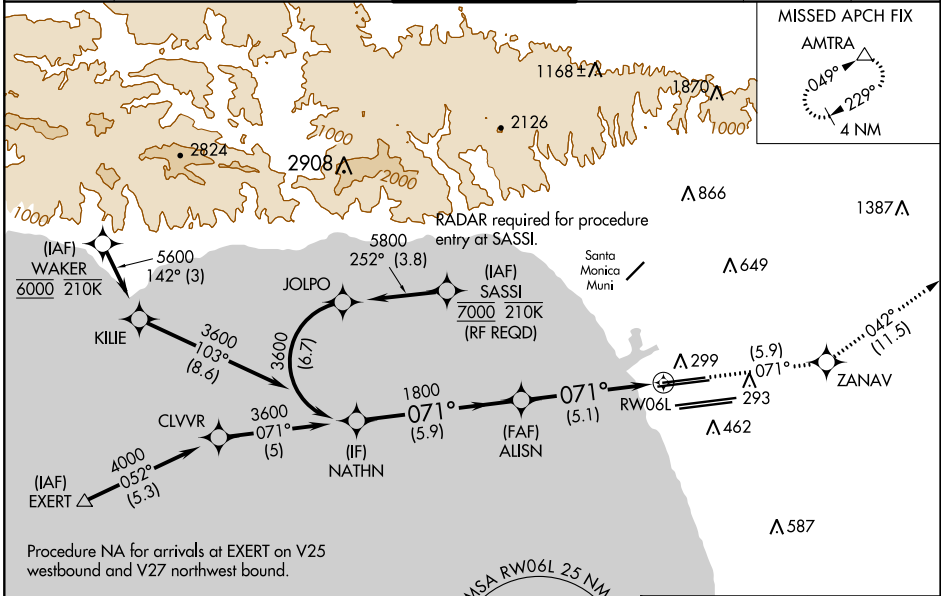 MISSED APCH FIX
AMTRA
049°
229°
4 NM
1168 ±
1870
1000
1000
2126
2824
2908
2000
1000
866
1387
649
RADAR required for procedure
entry at SASSI.
Santa
Monica
Muni
(IAF)
WAKER
6000 210K
5600
142° (3)
KILIE
JOLPO
5800
252° (3.8)
(IAF)
SASSI
7000 210K
(RF REQD)
3600
103°
(8.6)
3600
(6.7)
299
(5.9)
071°
042°
(11.5)
ZANAV
RW06L
293
462
CLVVR
3600
071°
(5)
1800
071°
(5.9)
071°
(5.1)
(IF)
NATHN
(FAF)
ALISN
4000
052°
(5.3)
(IAF)
EXERT
587
Procedure NA for arrivals at EXERT on V25
westbound and V27 northwest bound.
MSA RW06L 25 NM